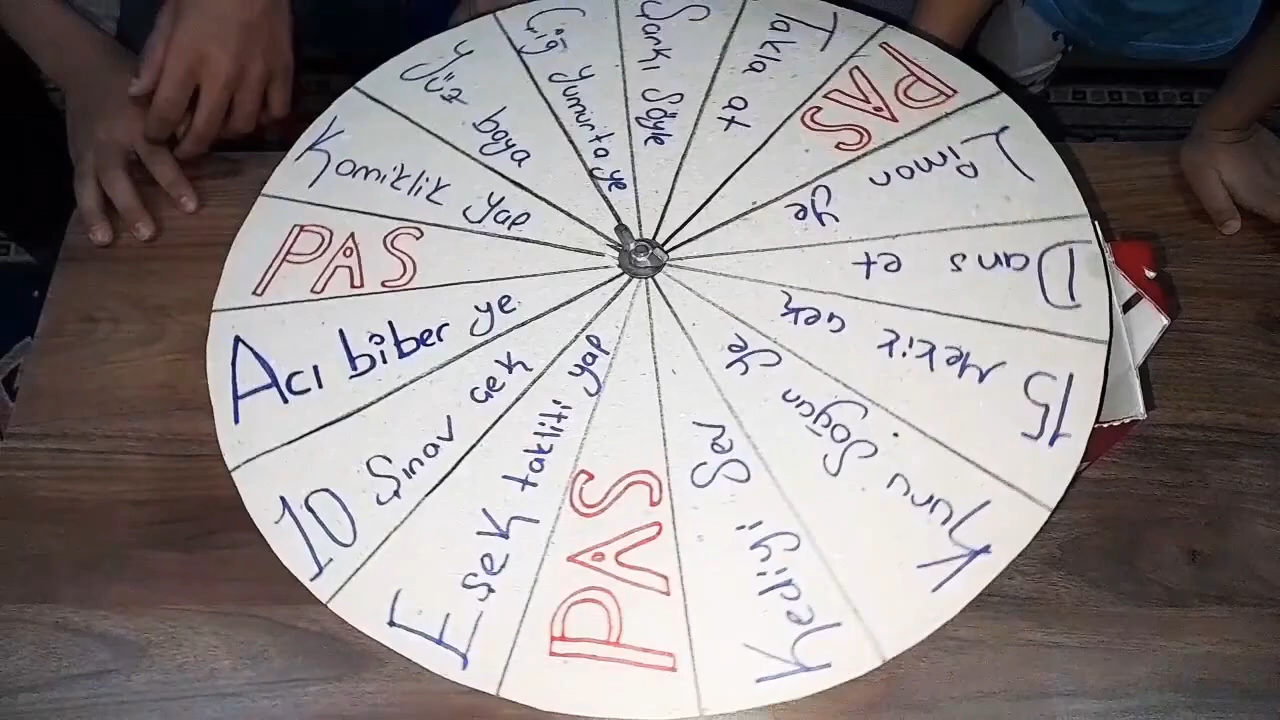 Çiğ yumurta ye
Şarkı Söyle
Takla at
PAS
Limon ye
Dans et
15 Mekik çek
Kuru Soğan ye
Kediyi Sev
PAS
Eşek takliti yap
10 Şınav çek
Acı biber ye
PAS
Komiklik yap
Yüz boya